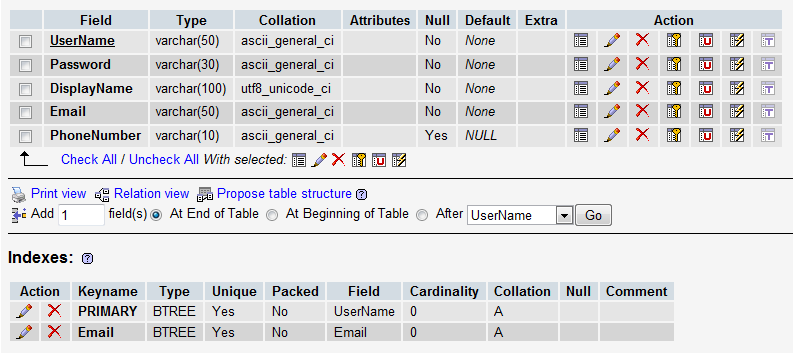 Field Type Collation Attributes Null Default Extra Action
UserName varchar(50) ascii_general_ci No None
Password varchar(30) ascii_general_ci No None
DisplayName varchar(100) utf8_unicode_ci No None
Email varchar(50) ascii_general_ci No None
PhoneNumber varchar(10) ascii_general_ci Yes NULL
Check All / Uncheck All With selected:
Print view Relation view Propose table structure
Add 1 field(s) At End of Table At Beginning of Table After UserName Go
Indexes:
Action Keyname Type Unique Packed Field Cardinality Collation Null Comment
PRIMARY BTREE Yes No UserName 0 A
Email BTREE Yes No Email 0 A